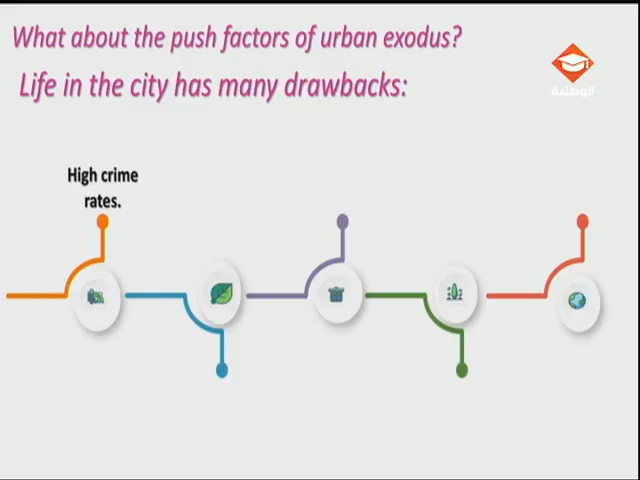 What about the push factors of urban exodus?
Life in the city has many drawbacks:
الوطنية
High crime
rates.